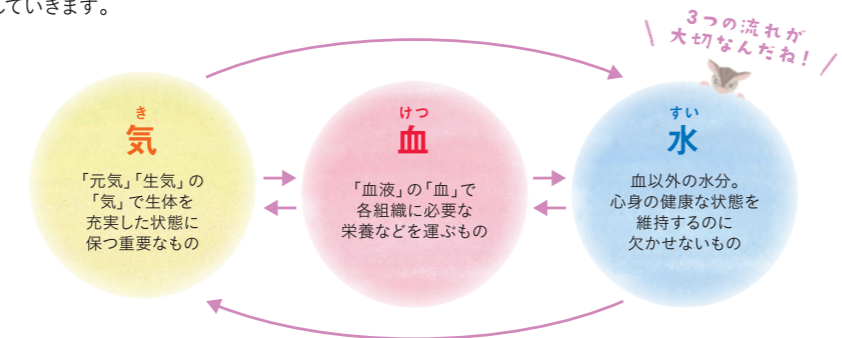 していきます。
3つの流れが
大切なんだね！
き
気
「元気」「生気」の
「気」で生体を
充実した状態に
保つ重要なもの
けつ
血
「血液」の「血」で
各組織に必要な
栄養などを運ぶもの
すい
水
血以外の水分。
心身の健康な状態を
維持するのに
欠かせないもの